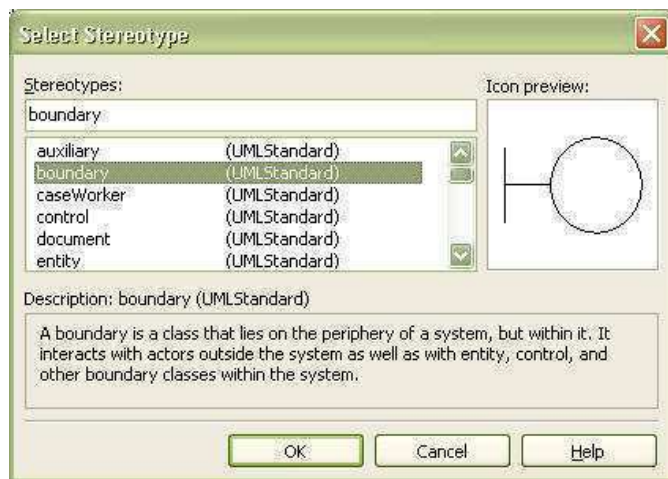 Select Stereotype
Stereotypes:
Icon preview:
boundary
auxiliary (UMLStandard)
boundary (UMLStandard)
caseWorker (UMLStandard)
control (UMLStandard)
document (UMLStandard)
entity (UMLStandard)
Description: boundary (UMLStandard)
A boundary is a class that lies on the periphery of a system, but within it. It
interacts with actors outside the system as well as with entity, control, and
other boundary classes within the system.
OK Cancel Help